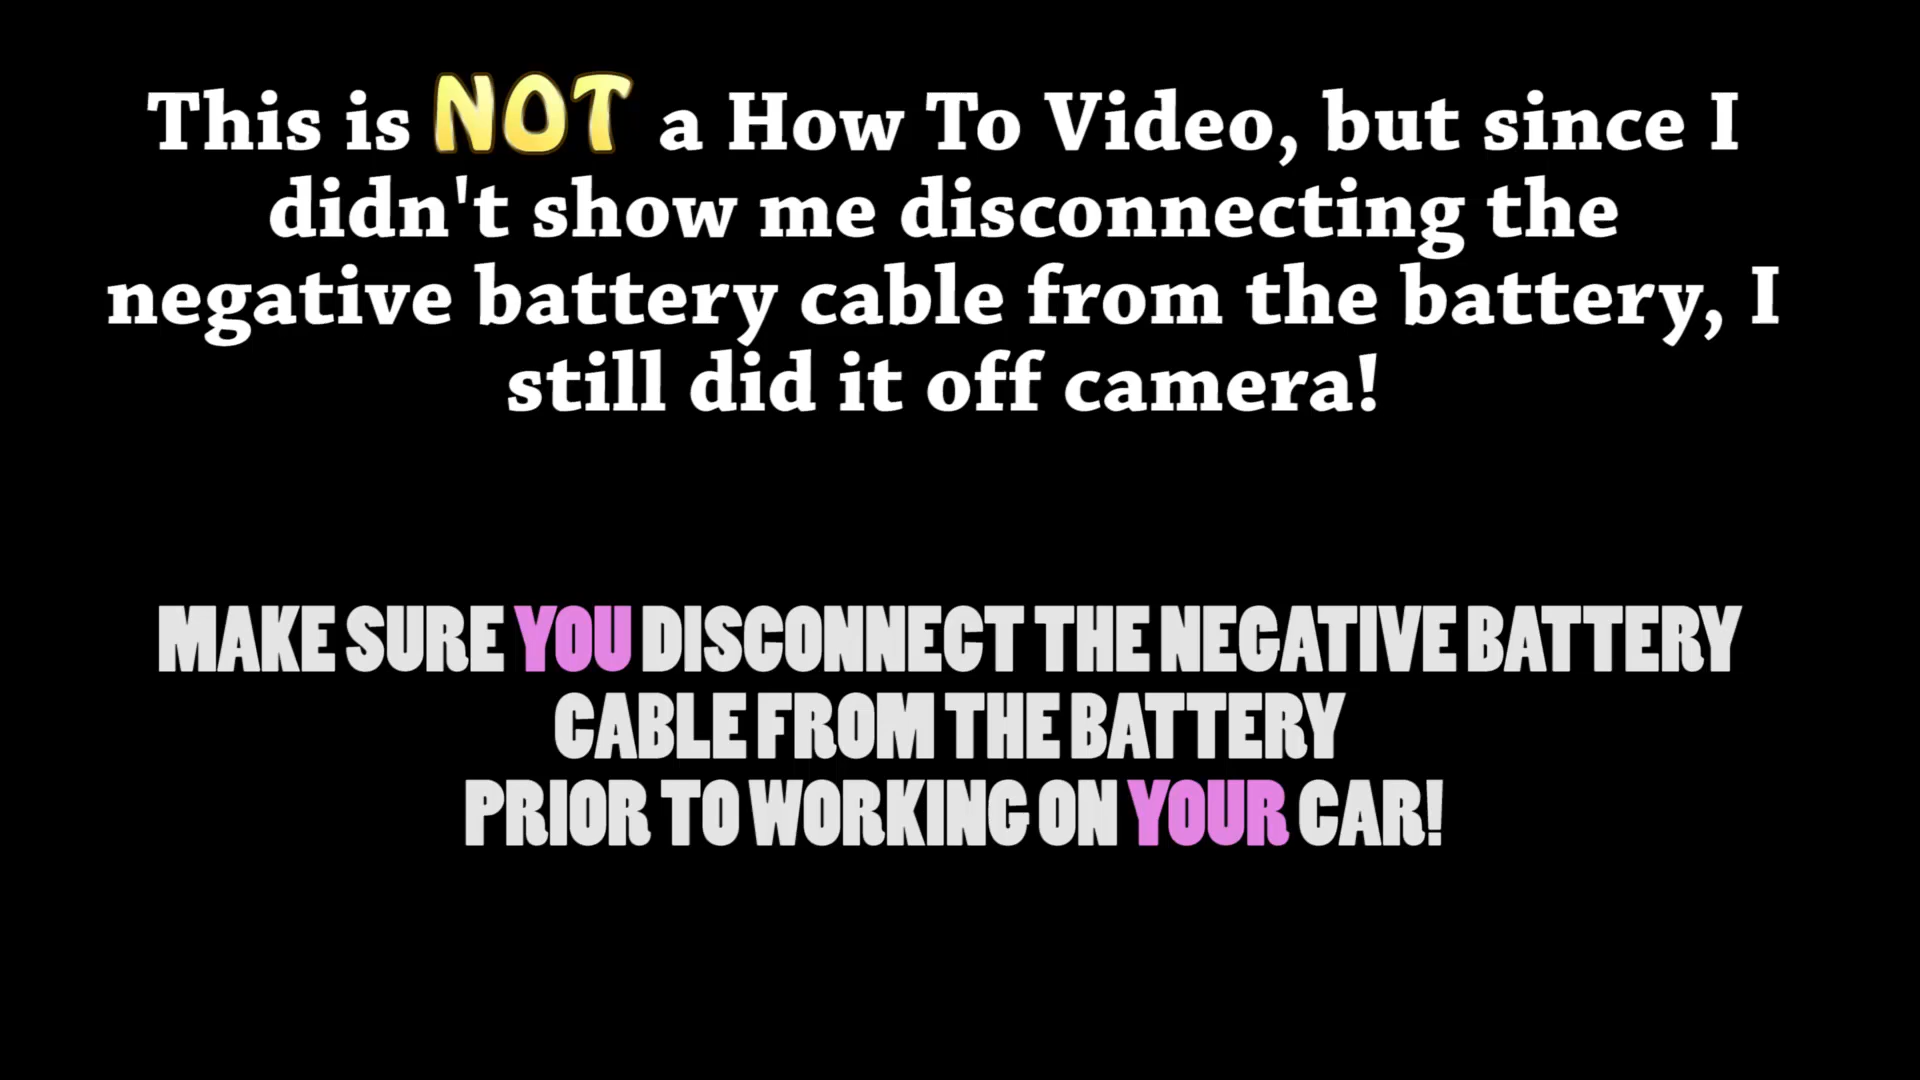 This is NOT a How To Video, but since I
didn't show me disconnecting the
negative battery cable from the battery, I
still did it off camera!
MAKE SURE YOU DISCONNECT THE NEGATIVE BATTERY
CABLE FROM THE BATTERY
PRIOR TO WORKING ON YOUR CAR!